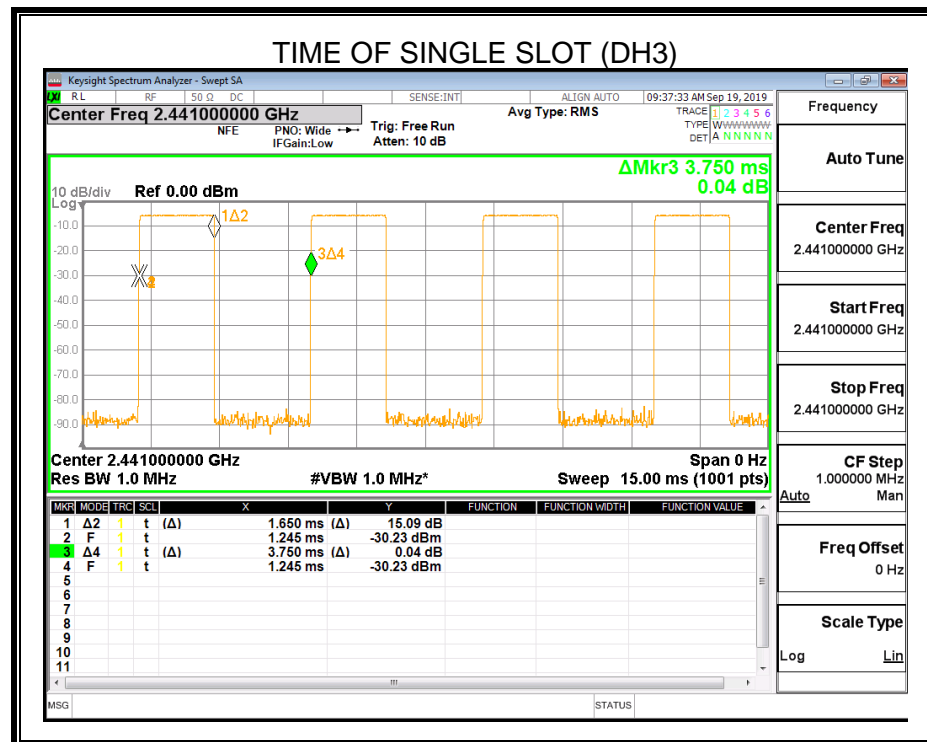 TIME OF SINGLE SLOT (DH3)
Keysight Spectrum Analyzer - Swept SA
LXI RL RF 50 Ω DC SENSE:INT ALIGN AUTO 09:37:33 AM Sep 19, 2019
Center Freq 2.441000000 GHz
NFE PNO: Wide Trig: Free Run
IFGain:Low Atten: 10 dB
Avg Type: RMS
TRACE 1 2 3 4 5 6
TYPE WWWWWW
DET A N N N N N
ΔMkr3 3.750 ms
0.04 dB
10 dB/div Ref 0.00 dBm
Log
-10.0
-20.0
-30.0
-40.0
-50.0
-60.0
-70.0
-80.0
-90.0
1Δ2
3Δ4
2
Center 2.441000000 GHz Span 0 Hz
Res BW 1.0 MHz #VBW 1.0 MHz* Sweep 15.00 ms (1001 pts)
MKR MODE TRC SCL X Y FUNCTION FUNCTION WIDTH FUNCTION VALUE
1 Δ2 1 t (Δ) 1.650 ms (Δ) 15.09 dB
2 F 1 t 1.245 ms -30.23 dBm
3 Δ4 1 t (Δ) 3.750 ms (Δ) 0.04 dB
4 F 1 t 1.245 ms -30.23 dBm
5
6
7
8
9
10
11
MSG STATUS
Frequency
Auto Tune
Center Freq
2.441000000 GHz
Start Freq
2.441000000 GHz
Stop Freq
2.441000000 GHz
CF Step
1.000000 MHz
Auto Man
Freq Offset
0 Hz
Scale Type
Log Lin